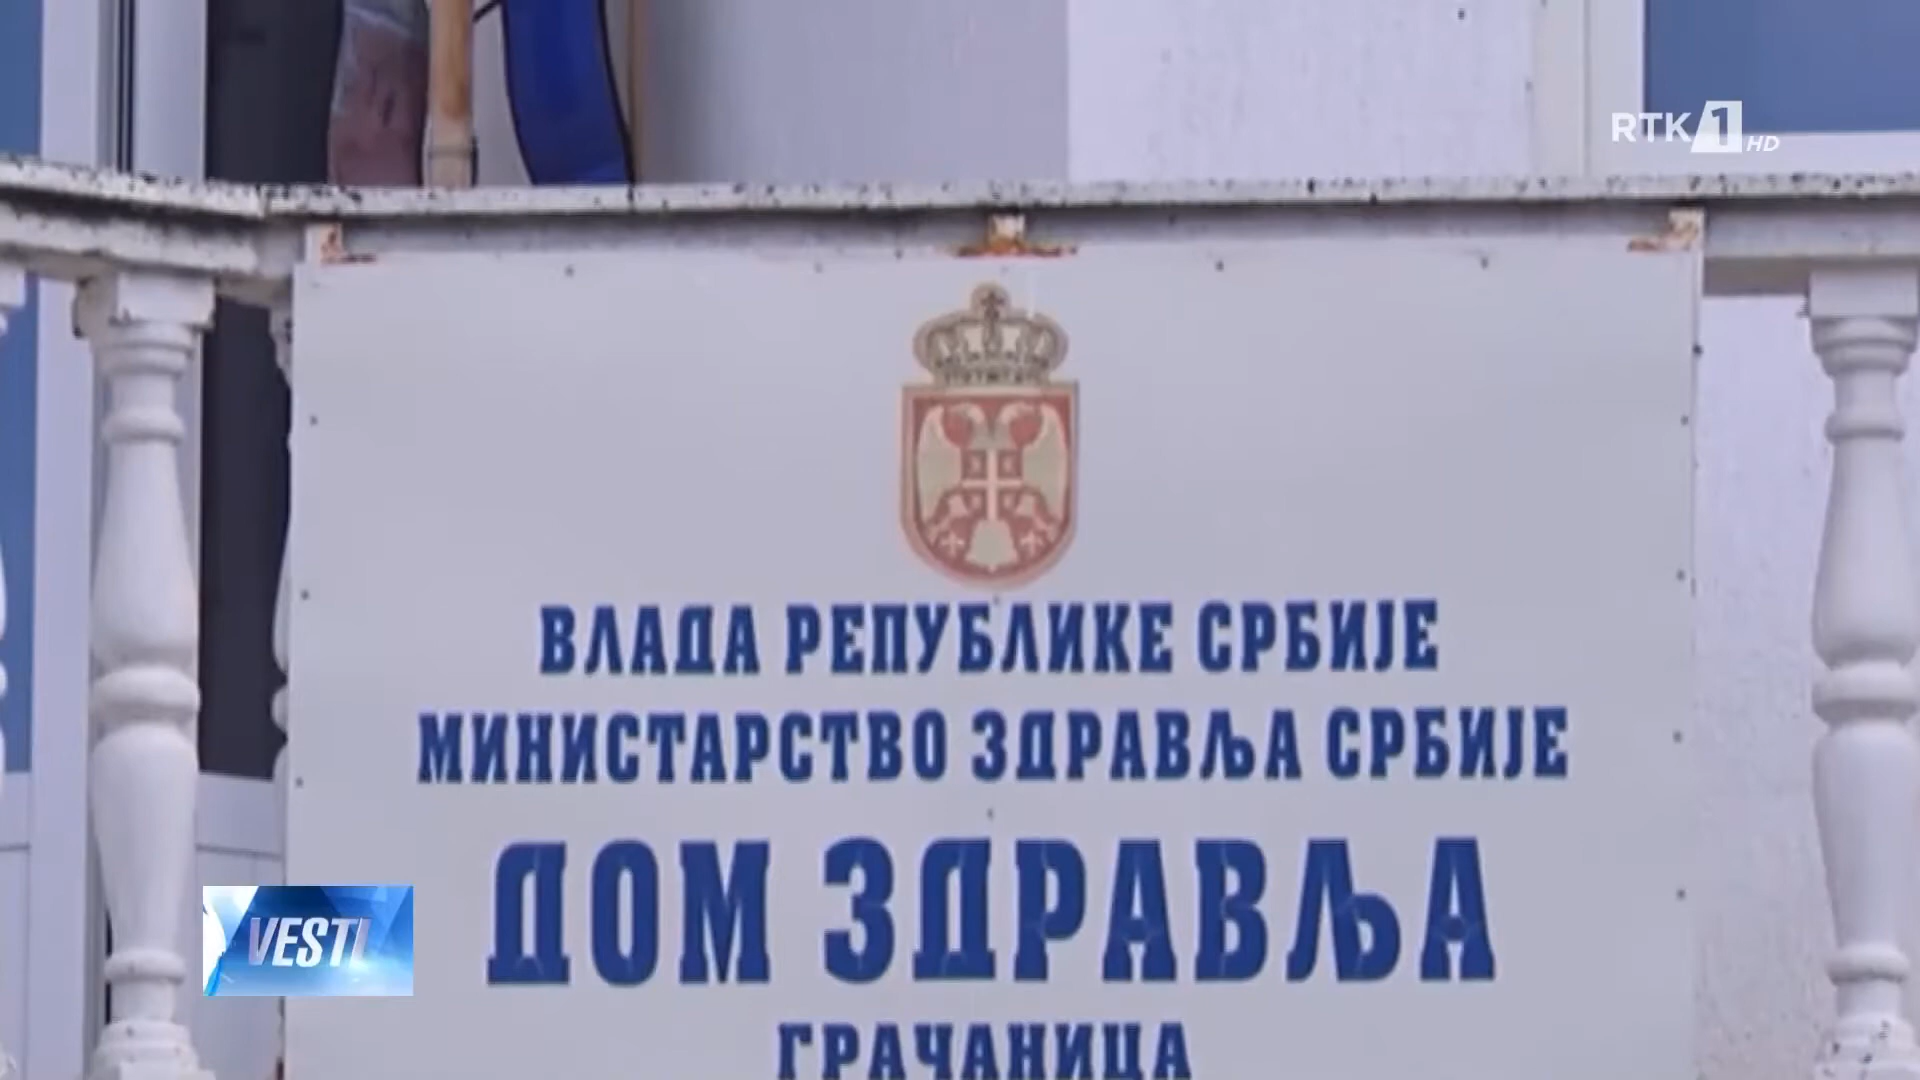 RTK 1 HD
ВЛАДА РЕПУБЛИКЕ СРБИЈЕ
МИНИСТАРСТВО ЗДРАВЉА СРБИЈЕ
ДОМ ЗДРАВЉА
VESTI
ГРАЧАНИЦА